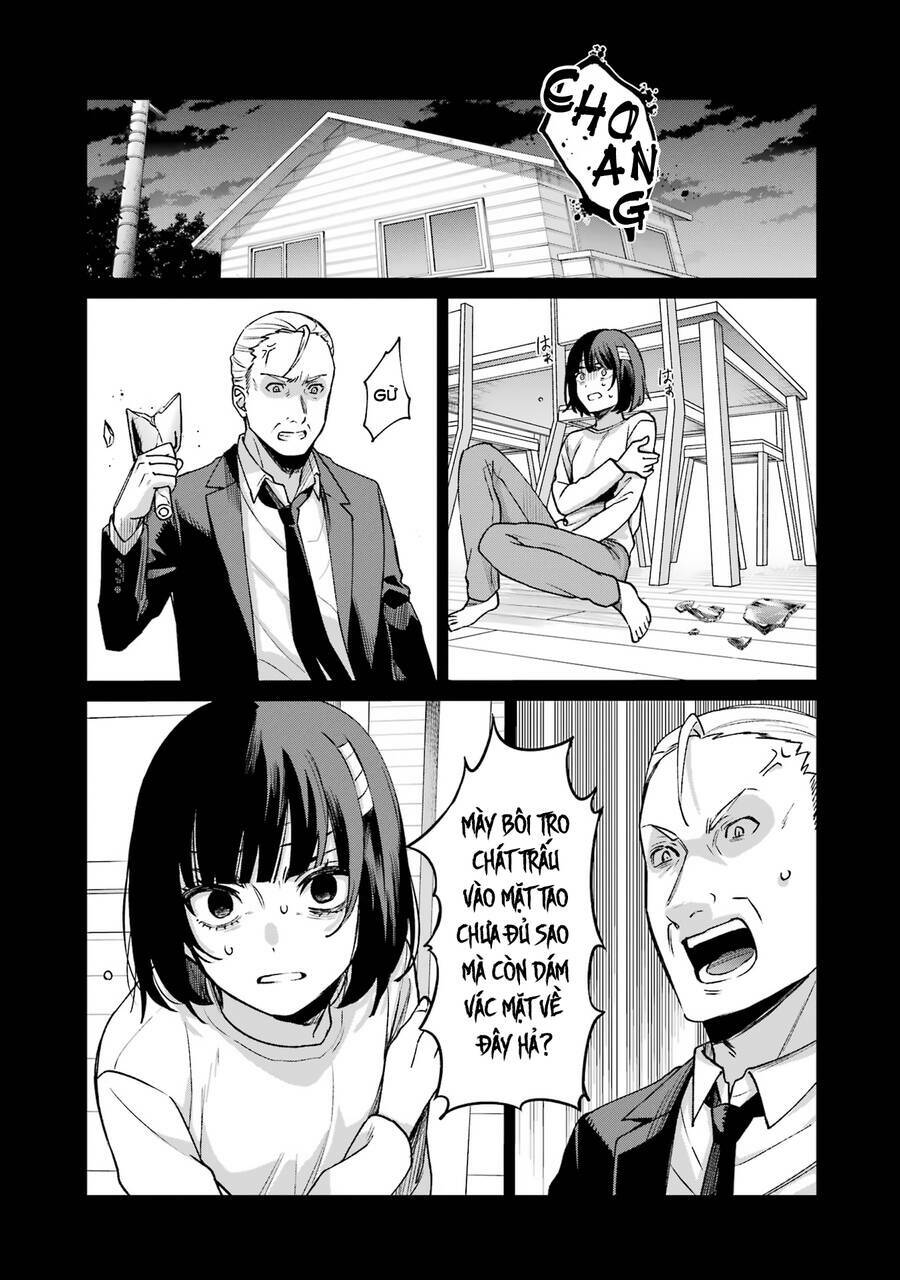 CHOANG
はぁ
はぁ
GỪ
MÀY BÔI TRO
CHÁT TRẤU
VÀO MẶT TAO
CHƯA ĐỦ SAO
MÀ CÒN DÁM
VÁC MẶT VỀ
ĐÂY HẢ?